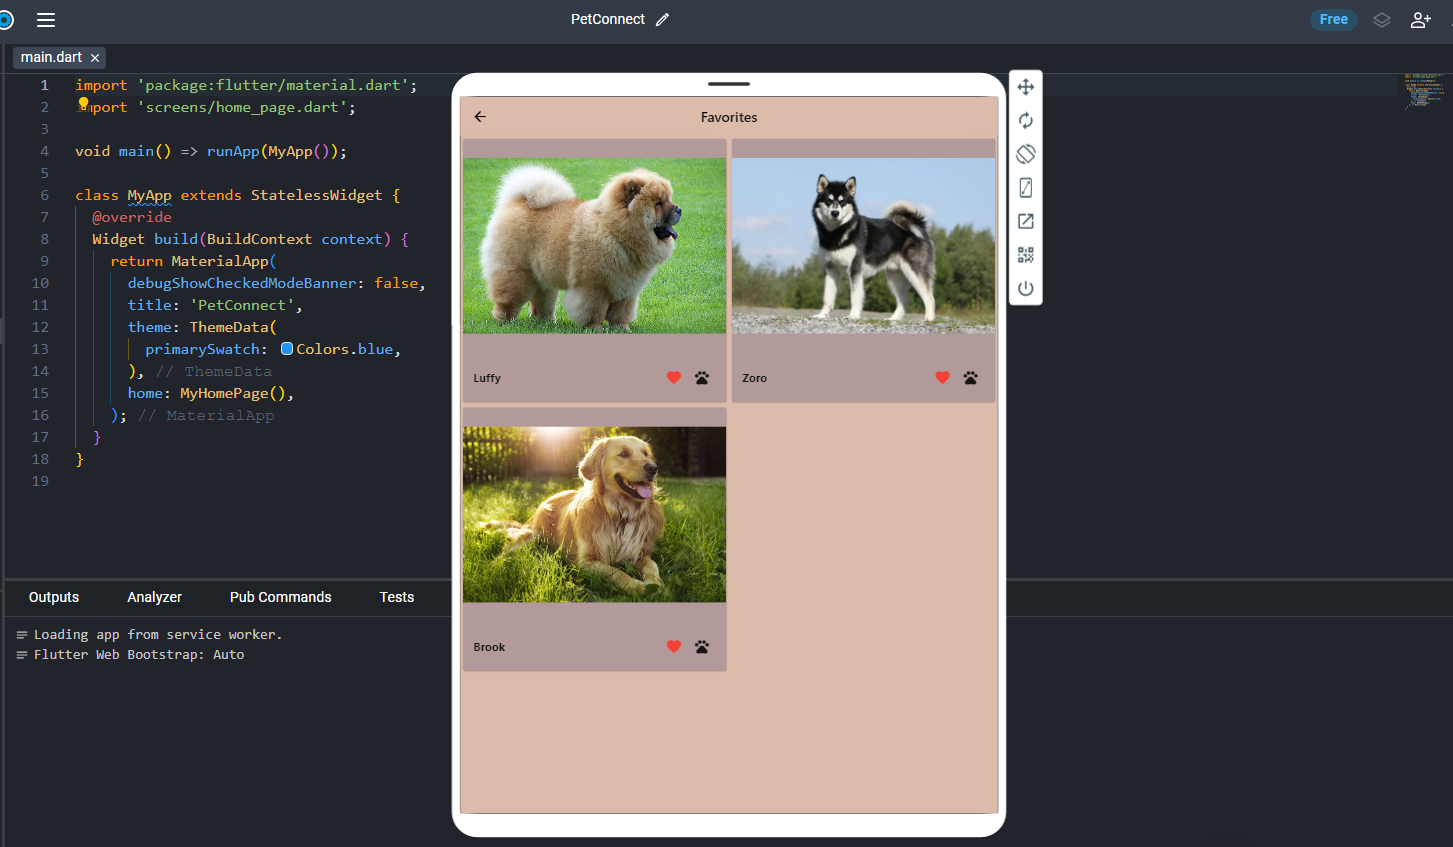 PetConnect
Free
main.dart
1 import 'package:flutter/material.dart';
2 import 'screens/home_page.dart';
3
4 void main() => runApp(MyApp());
5
6 class MyApp extends StatelessWidget {
7 @override
8 Widget build(BuildContext context) {
9 return MaterialApp(
10 debugShowCheckedModeBanner: false,
11 title: 'PetConnect',
12 theme: ThemeData(
13 primarySwatch: Colors.blue,
14 ), // ThemeData
15 home: MyHomePage(),
16 ); // MaterialApp
17 }
18 }
19
Favorites
Luffy
Zoro
Brook
Outputs Analyzer Pub Commands Tests
Loading app from service worker.
Flutter Web Bootstrap: Auto